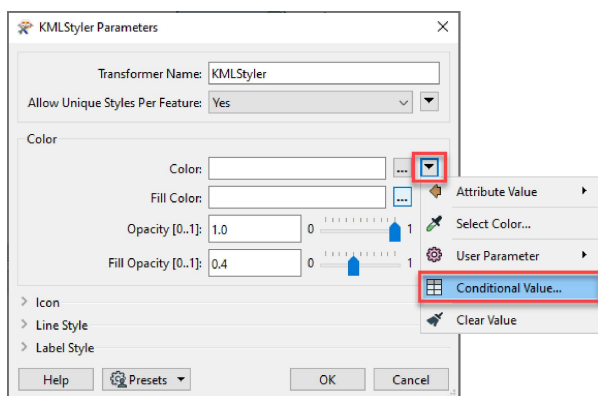 KMLStyler Parameters
Transformer Name: KMLStyler
Allow Unique Styles Per Feature: Yes
Color
Color: ...
Fill Color: ...
Attribute Value
Opacity [0..1]: 1.0 0 1
Select Color...
Fill Opacity [0..1]: 0.4 0 1
User Parameter
Icon
Conditional Value...
Line Style
Clear Value
Label Style
Help Presets OK Cancel